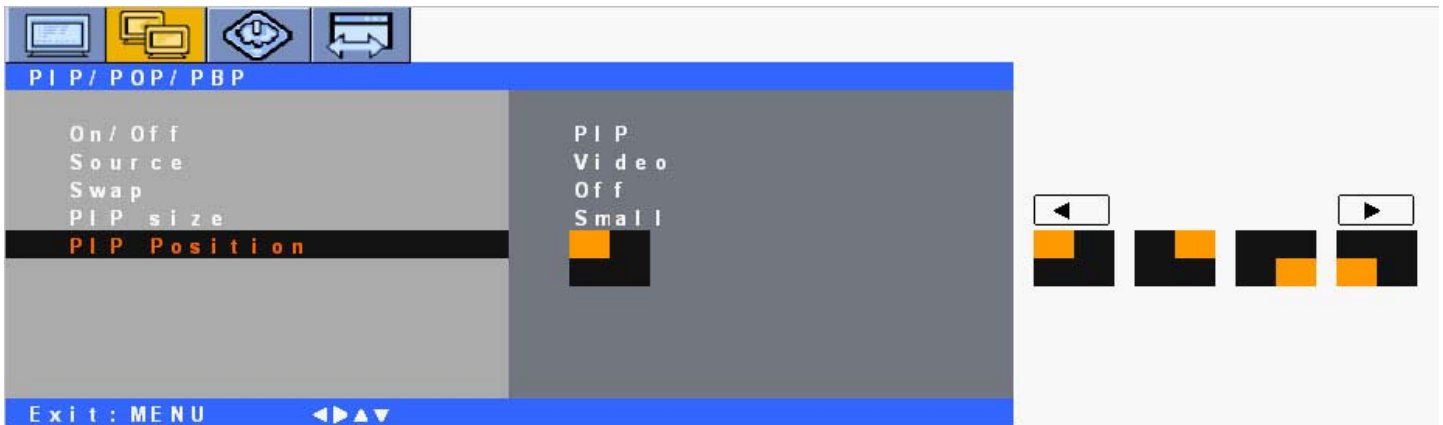 PIP/POP/PBP
On/Off PIP
Source Video
Swap Off
PIP size Small
PIP Position
Exit:MENU ◀▶▲▼